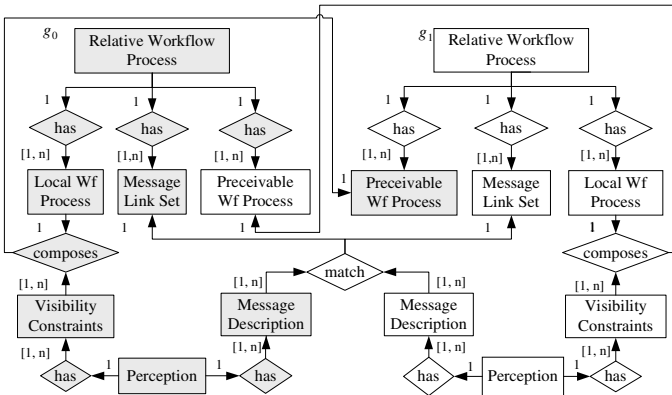 g0
Relative Workflow
Process
g1
Relative Workflow
Process
1
1
1
1
1
1
has
has
has
has
has
has
[1, n]
[1,n]
[1, n]
[1, n]
[1,n]
[1, n]
Local Wf
Process
Message
Link Set
Preceivable
Wf Process
1
Preceivable
Wf Process
Message
Link Set
Local Wf
Process
1
1
1
1
1
composes
match
composes
[1, n]
[1, n]
[1, n]
[1, n]
Visibility
Constraints
Message
Description
Message
Description
Visibility
Constraints
[1, n]
[1, n]
[1, n]
[1, n]
has
1
Perception
1
has
has
1
Perception
1
has